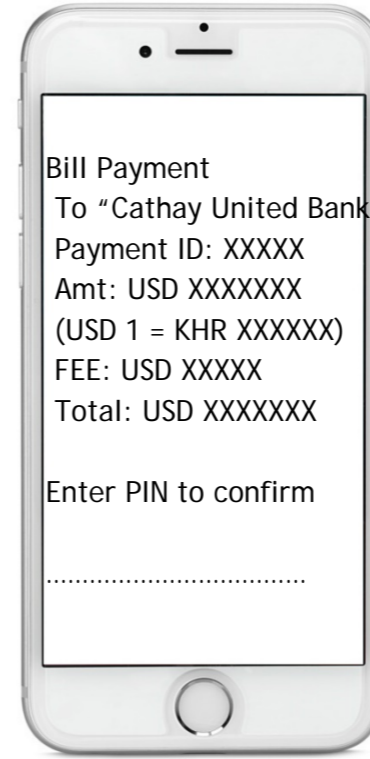 Bill Payment
To “Cathay United Bank
Payment ID: XXXXX
Amt: USD XXXXXXX
(USD 1 = KHR XXXXXX)
FEE: USD XXXXX
Total: USD XXXXXXX
Enter PIN to confirm
....................................